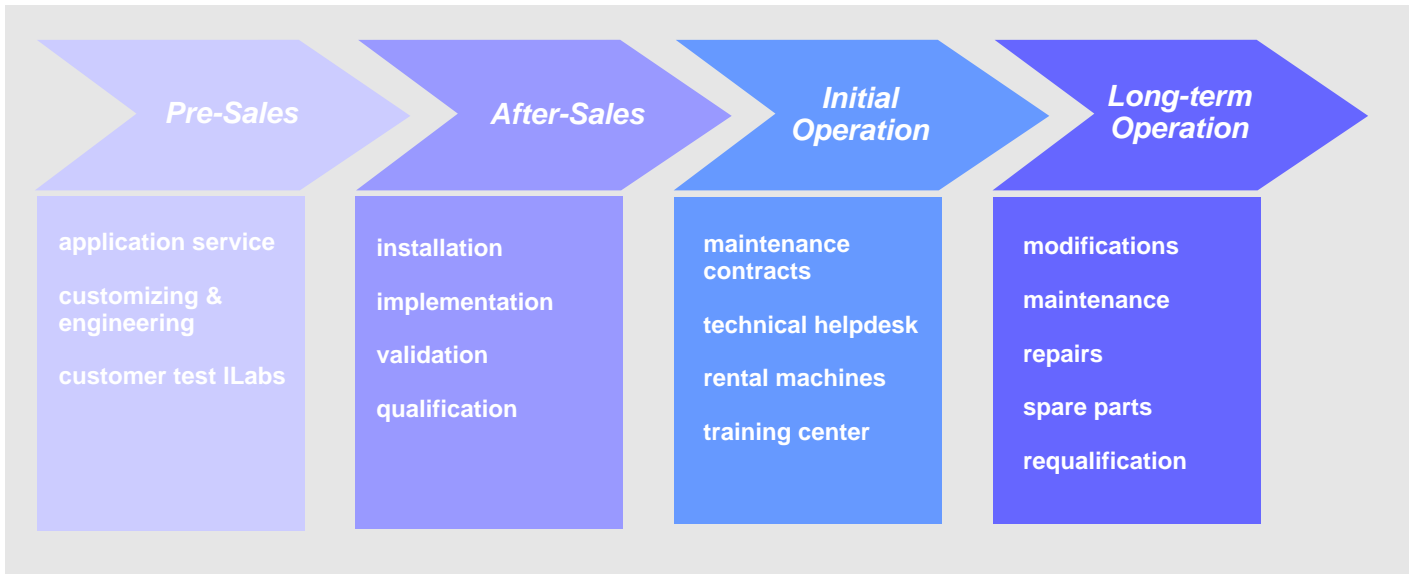 Pre-Sales
After-Sales
Initial
Operation
Long-term
Operation
application service
customizing &
engineering
customer test ILabs
installation
implementation
validation
qualification
maintenance
contracts
technical helpdesk
rental machines
training center
modifications
maintenance
repairs
spare parts
requalification